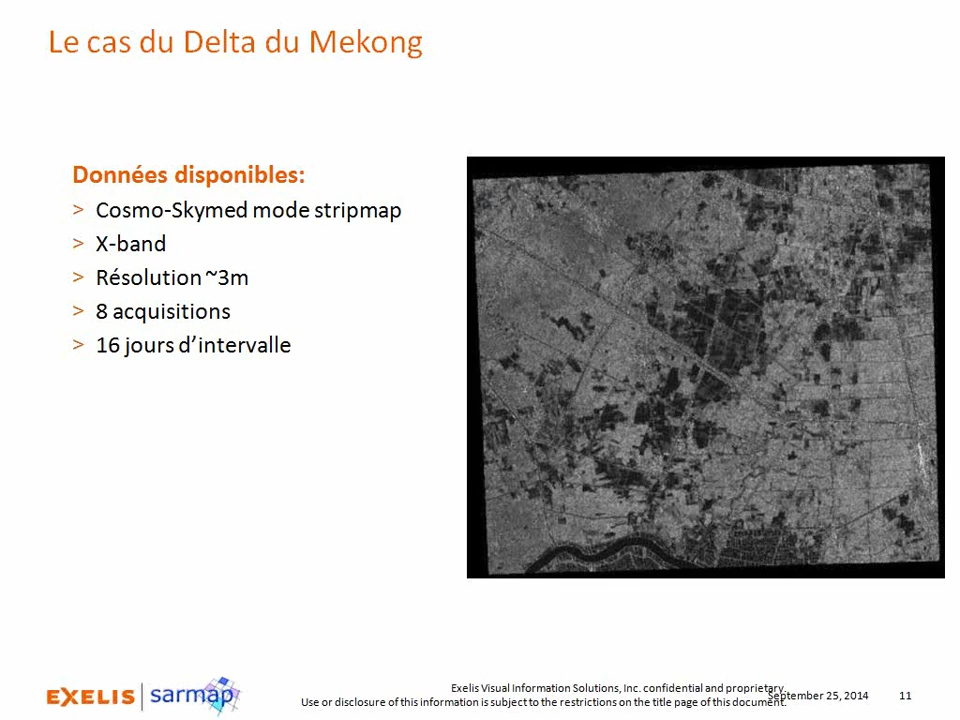 Le cas du Delta du Mekong
Données disponibles:
> Cosmo-Skymed mode stripmap
> X-band
> Résolution ~3m
> 8 acquisitions
> 16 jours d'intervalle
EXELIS sarmap
Exelis Visual Information Solutions, Inc. confidential and proprietary.
Use or disclosure of this information is subject to the restrictions on the title page of this document.
September 25, 2014
11